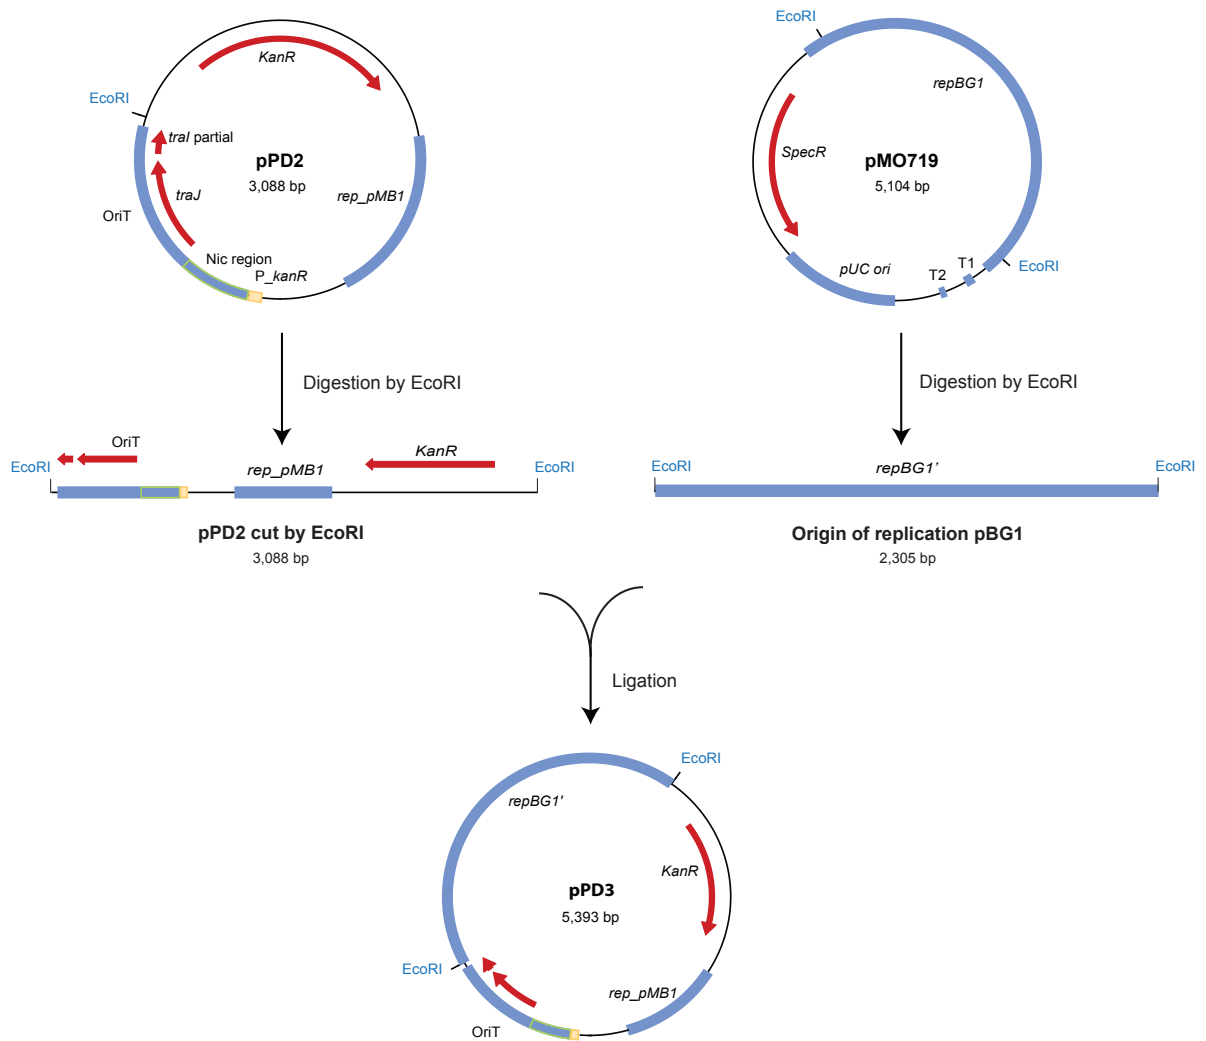 KanR
EcoRI
traI partial
pPD2
3,088 bp
traJ
rep_pMB1
OriT
Nic region
P_kanR
EcoRI
repBG1
SpecR
pMO719
5,104 bp
pUC ori
T2
T1
EcoRI
Digestion by EcoRI
Digestion by EcoRI
EcoRI
OriT
rep_pMB1
KanR
EcoRI
pPD2 cut by EcoRI
3,088 bp
EcoRI
repBG1’
EcoRI
Origin of replication pBG1
2,305 bp
Ligation
EcoRI
repBG1'
KanR
pPD3
5,393 bp
EcoRI
rep_pMB1
OriT